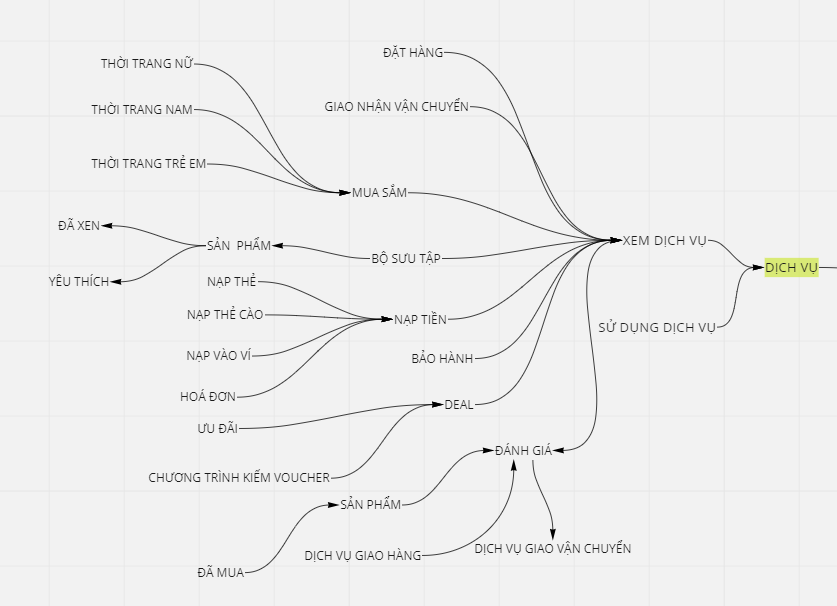 ĐẶT HÀNG
THỜI TRANG NỮ
GIAO NHẬN VẬN CHUYỂN
THỜI TRANG NAM
THỜI TRANG TRẺ EM
MUA SẮM
ĐÃ XEN
SẢN PHẨM
XEM DỊCH VỤ
BỘ SƯU TẬP
DỊCH VỤ
YÊU THÍCH
NẠP THẺ
NẠP THẺ CÀO
NẠP TIỀN
SỬ DỤNG DỊCH VỤ
NẠP VÀO VÍ
BẢO HÀNH
HOÁ ĐƠN
DEAL
ƯU ĐÃI
ĐÁNH GIÁ
CHƯƠNG TRÌNH KIẾM VOUCHER
SẢN PHẨM
DỊCH VỤ GIAO HÀNG
DỊCH VỤ GIAO VẬN CHUYỂN
ĐÃ MUA